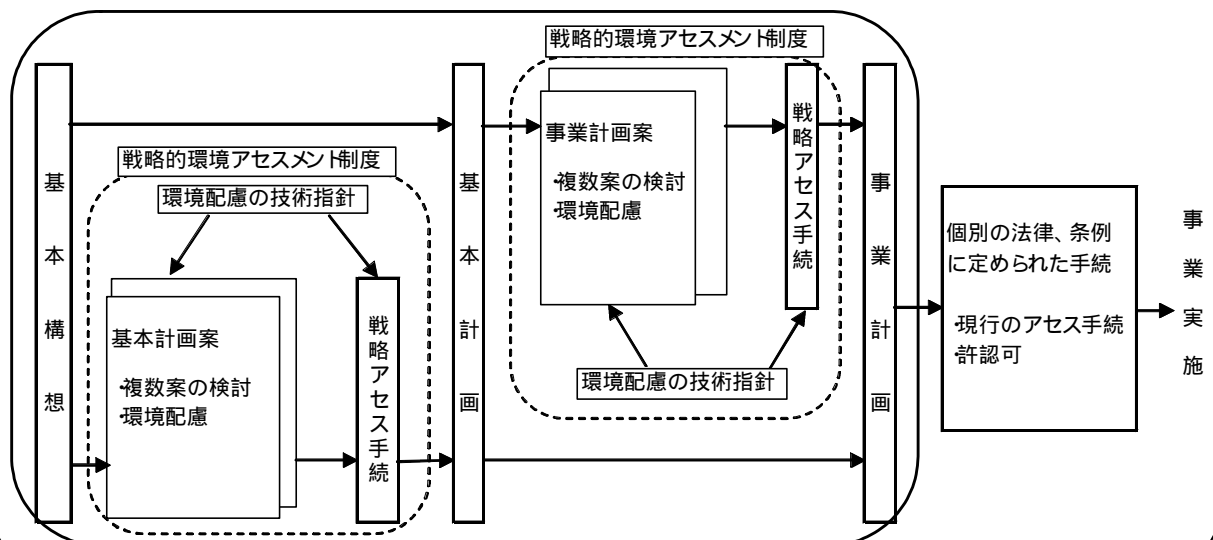 基本構想
戦略的環境アセスメント制度
環境配慮の技術指針
基本計画案
・複数案の検討
・環境配慮
戦略アセス手続
基本計画
戦略的環境アセスメント制度
事業計画案
・複数案の検討
・環境配慮
戦略アセス手続
環境配慮の技術指針
事業計画
個別の法律、条例
に定められた手続
・現行のアセス手続
・許認可
事業実施